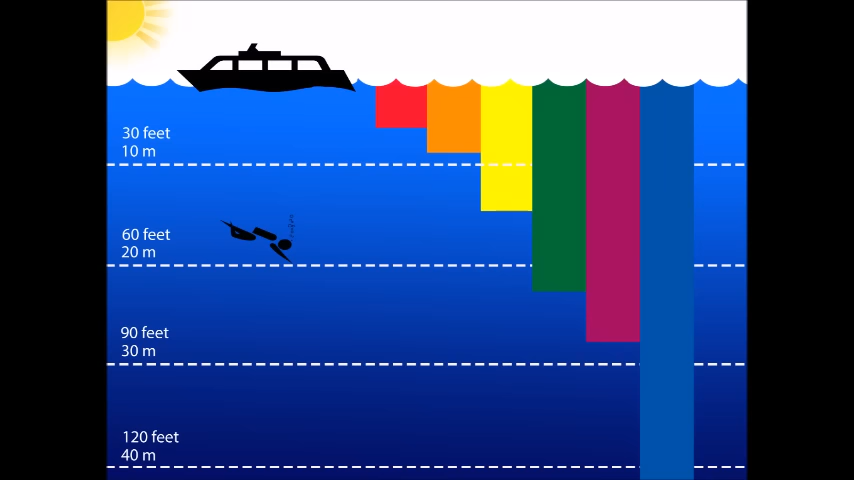 30 feet
10 m
60 feet
20 m
90 feet
30 m
120 feet
40 m